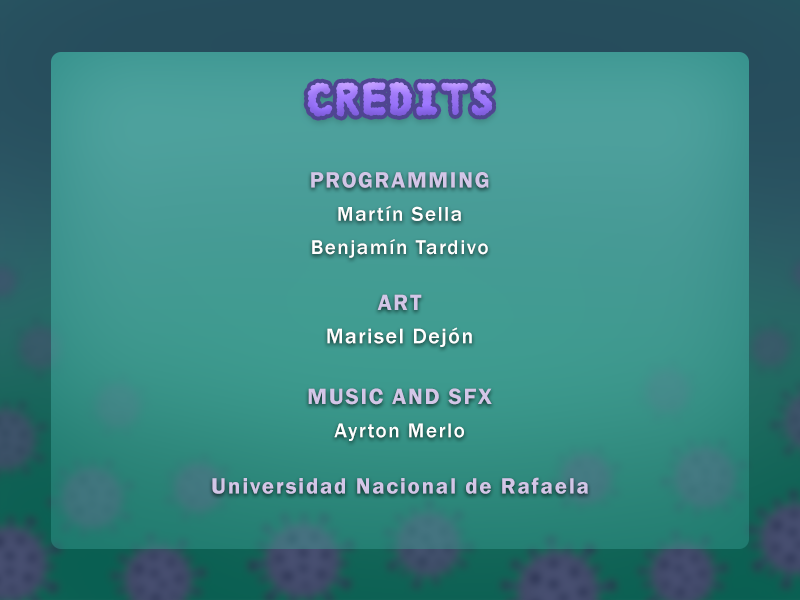 CREDITS
PROGRAMMING
Martín Sella
Benjamín Tardivo
ART
Marisel Dejón
MUSIC AND SFX
Ayrton Merlo
Universidad Nacional de Rafaela